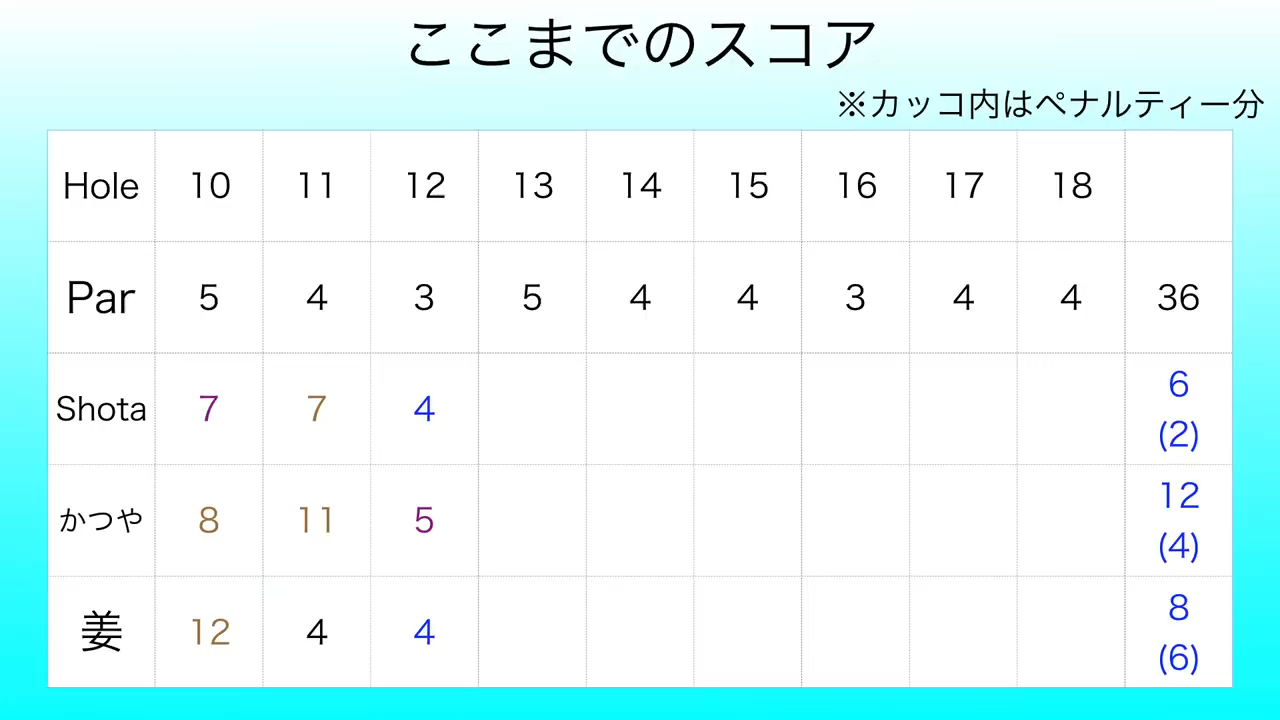 ここまでのスコア
※カッコ内はペナルティー分
Hole 10 11 12 13 14 15 16 17 18
Par 5 4 3 5 4 4 3 4 4 36
Shota 7 7 4 6 (2)
かつや 8 11 5 12 (4)
姜 12 4 4 8 (6)